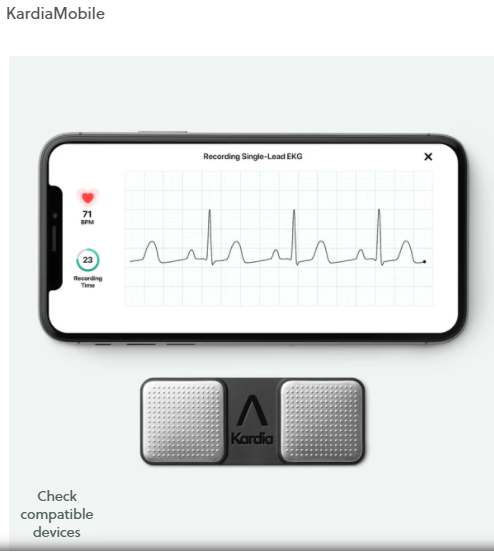 KardiaMobile
Recording Single-Lead EKG
71
BPM
23
Recording
Time
Kardia
Check
compatible
devices